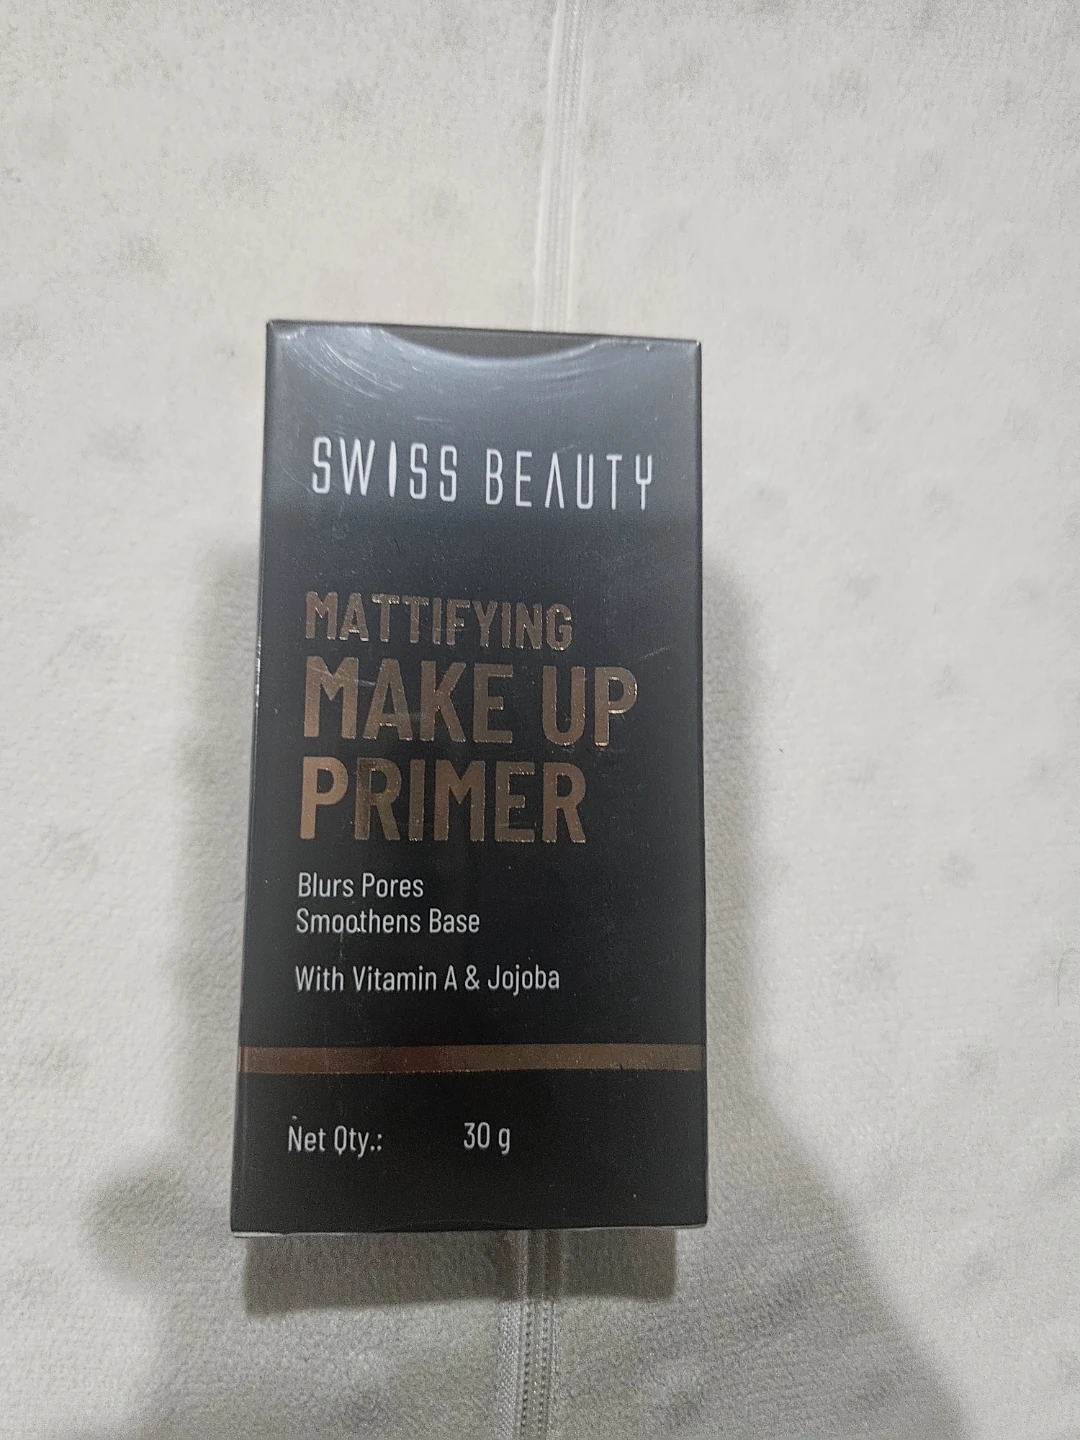 SWISS BEAUTY
MATTIFYING
MAKE UP
PRIMER
Blurs Pores
Smoothens Base
With Vitamin A & Jojoba
Net Qty.: 30 g